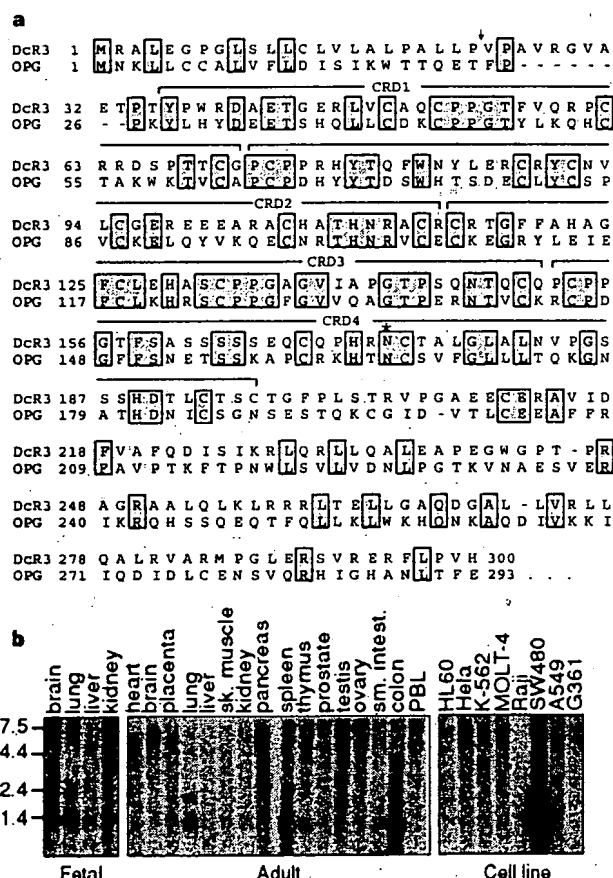 a
DcR3 1 M R A L E G P G L S L L C L V L A L P A L L P V P A V R G V A
OPG 1 M N K L L C C A L V F L D I S I K W T T Q E T F P - - - - - -
CRD1
DcR3 32 E T P T Y P W R D A E T G E R L V C A Q C P P G T F V Q R P C
OPG 26 - - P K Y L H Y D E E T S H Q L L C D K C P P G T Y L K Q H C
DcR3 63 R R D S P T T C G P C P P R H Y T Q F W N Y L E R C R Y C N V
OPG 55 T A K W K T V C A P C P D H Y Y T D S W H T S D E C L Y C S P
CRD2
DcR3 94 L C G E R E E E A R A C H A T H N R A C R C R T G F F A H A G
OPG 86 V C K E L Q Y V K Q E C N R T H N R V C E C K E G R Y L E I E
CRD3
DcR3 125 F C L E H A S C P P G A G V I A P G T P S Q N T Q C Q P C P P
OPG 117 F C L K H R S C P P G F G V V Q A G T P E R N T V C K R C P D
CRD4
DcR3 156 G T F S A S S S S S E Q C Q P H R N C T A L G L A L N V P G S
OPG 148 G F F S N E T S S K A P C R K H T N C S V F G L L L T Q K G N
*
DcR3 187 S S H D T L C T S C T G F P L S T R V P G A E E C E R A V I D
OPG 179 A T H D N I C S G N S E S T Q K C G I D - V T L C E E A F F R
DcR3 218 F V A F Q D I S I K R L Q R L L Q A L E A P E G W G P T - P R
OPG 209 F A V P T K F T P N W L S V L V D N L P G T K V N A E S V E R
DcR3 248 A G R A A L Q L K L R R R L T E L L G A Q D G A L - L V R L L
OPG 240 I K R Q H S S Q E Q T F Q L L K L W K H Q N K A Q D I V K K I
DcR3 278 Q A L R V A R M P G L E R S V R E R F L P V H 300
OPG 271 I Q D I D L C E N S V Q R H I G H A N L T F E 293 . . .
b
brain lung liver kidney heart brain placenta lung liver sk. muscle kidney pancreas spleen thymus prostate testis ovary sm. intest. colon PBL HL60 Hela K-562 MOLT-4 Raji SW480 A549 G361
7.5
4.4
2.4
1.4
Fetal Adult Cell line